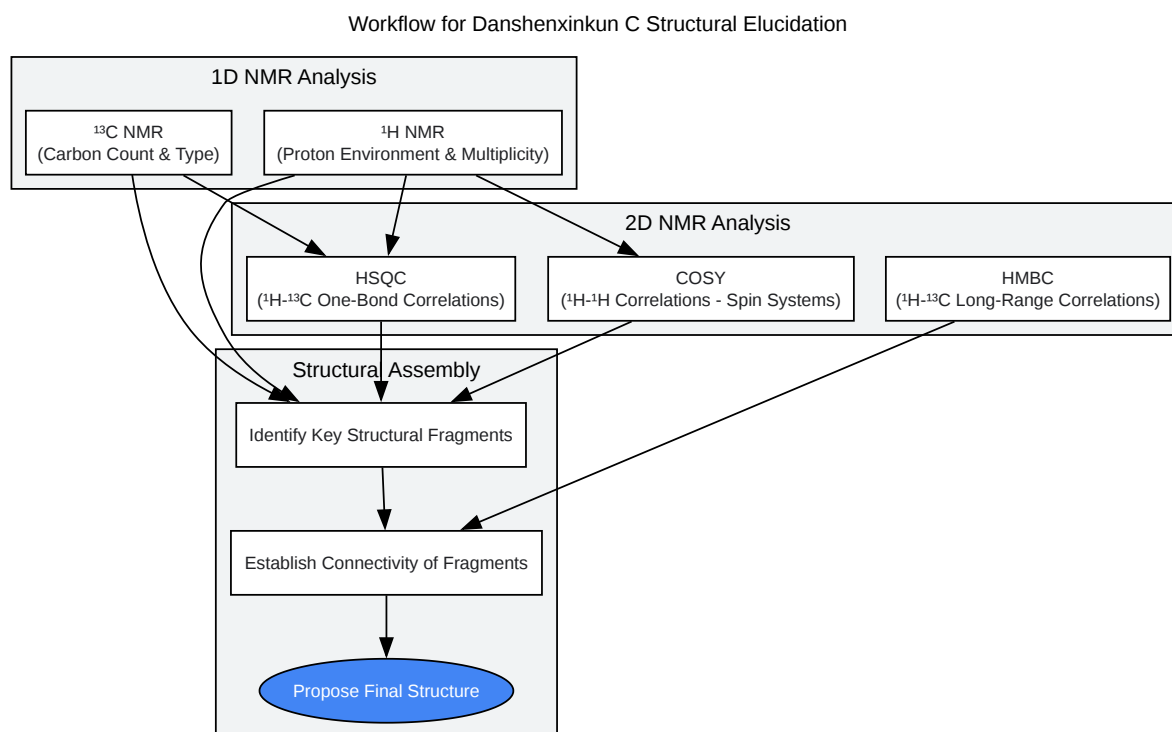 Workflow for Danshenxinkun C Structural Elucidation
1D NMR Analysis
¹³C NMR
(Carbon Count & Type)
¹H NMR
(Proton Environment & Multiplicity)
2D NMR Analysis
HSQC
(¹H-¹³C One-Bond Correlations)
COSY
(¹H-¹H Correlations - Spin Systems)
HMBC
(¹H-¹³C Long-Range Correlations)
Structural Assembly
Identify Key Structural Fragments
Establish Connectivity of Fragments
Propose Final Structure